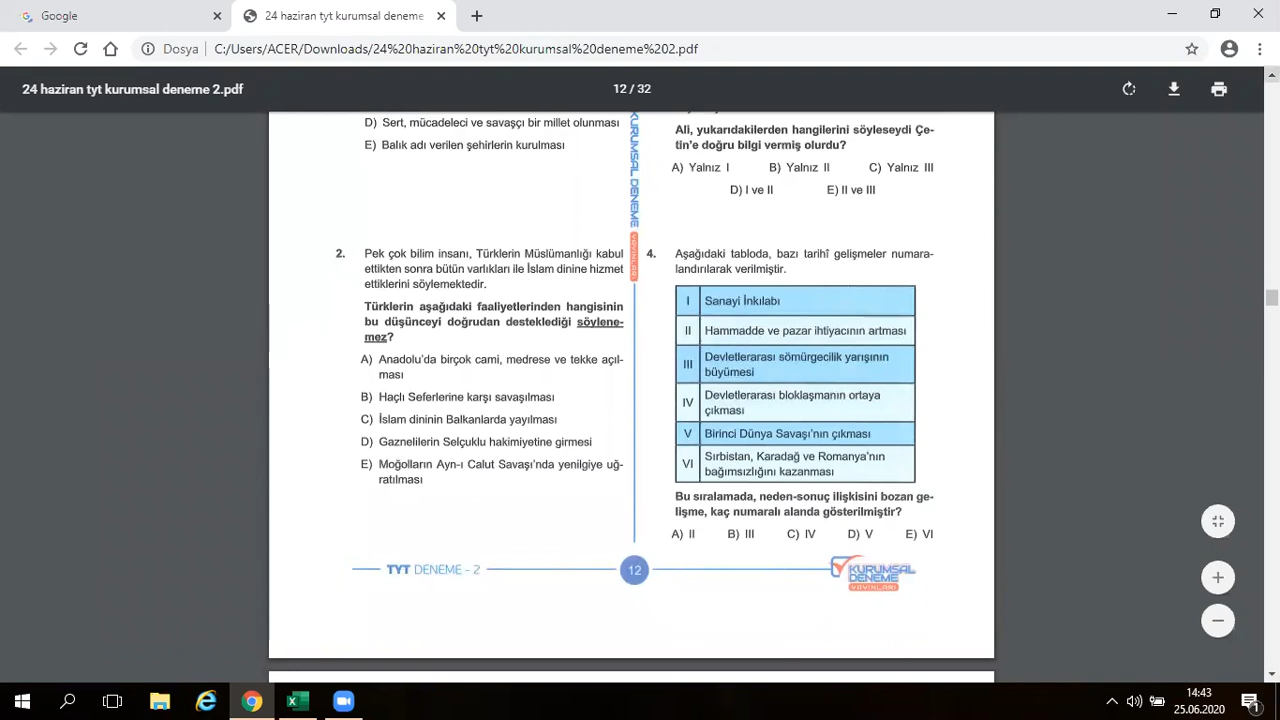 Google
24 haziran tyt kurumsal deneme
Dosya
C:/Users/ACER/Downloads/24%20haziran%20tyt%20kurumsal%20deneme%202.pdf
24 haziran tyt kurumsal deneme 2.pdf
12 / 32
D) Sert, mücadeleci ve savaşçı bir millet olunması
E) Balık adı verilen şehirlerin kurulması
2. Pek çok bilim insanı, Türklerin Müslümanlığı kabul
ettikten sonra bütün varlıkları ile İslam dinine hizmet
ettiklerini söylemektedir.
Türklerin aşağıdaki faaliyetlerinden hangisinin
bu düşünceyi doğrudan desteklediği söylene-
mez?
A) Anadolu'da birçok cami, medrese ve tekke açıl-
ması
B) Haçlı Seferlerine karşı savaşılması
C) İslam dininin Balkanlarda yayılması
D) Gaznelilerin Selçuklu hakimiyetine girmesi
E) Moğolların Ayn-ı Calut Savaşı'nda yenilgiye uğ-
ratılması
KURUMSAL DENEME
YAYINLARI
Ali, yukarıdakilerden hangilerini söyleseydi Çe-
tin'e doğru bilgi vermiş olurdu?
A) Yalnız I B) Yalnız II C) Yalnız III
D) I ve II E) II ve III
4. Aşağıdaki tabloda, bazı tarihî gelişmeler numara-
landırılarak verilmiştir.
I Sanayi İnkılabı
II Hammadde ve pazar ihtiyacının artması
III Devletlerarası sömürgecilik yarışının
büyümesi
IV Devletlerarası bloklaşmanın ortaya
çıkması
V Birinci Dünya Savaşı'nın çıkması
VI Sırbistan, Karadağ ve Romanya'nın
bağımsızlığını kazanması
Bu sıralamada, neden-sonuç ilişkisini bozan ge-
lişme, kaç numaralı alanda gösterilmiştir?
A) II B) III C) IV D) V E) VI
TYT DENEME - 2
12
KURUMSAL
DENEME
YAYINLARI
14:43
25.06.2020